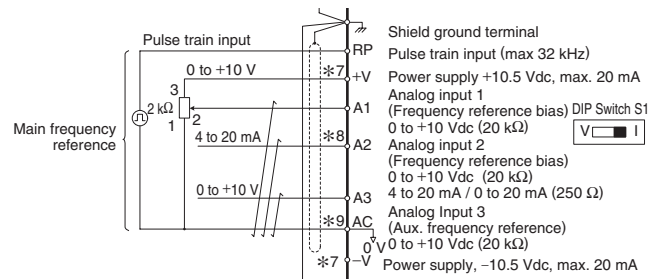 Shield ground terminal
Pulse train input
RP
Pulse train input (max 32 kHz)
0 to +10 V
*7
+V
Power supply +10.5 Vdc, max. 20 mA
3
2 kΩ
2
1
A1
Analog input 1
(Frequency reference bias)
0 to +10 Vdc (20 kΩ)
DIP Switch S1
V
I
Main frequency
reference
4 to 20 mA
*8
A2
Analog input 2
(Frequency reference bias)
0 to +10 Vdc (20 kΩ)
4 to 20 mA / 0 to 20 mA (250 Ω)
0 to +10 V
A3
Analog Input 3
(Aux. frequency reference)
0 to +10 Vdc (20 kΩ)
*9
AC
0 V
*7
−V
Power supply, −10.5 Vdc, max. 20 mA